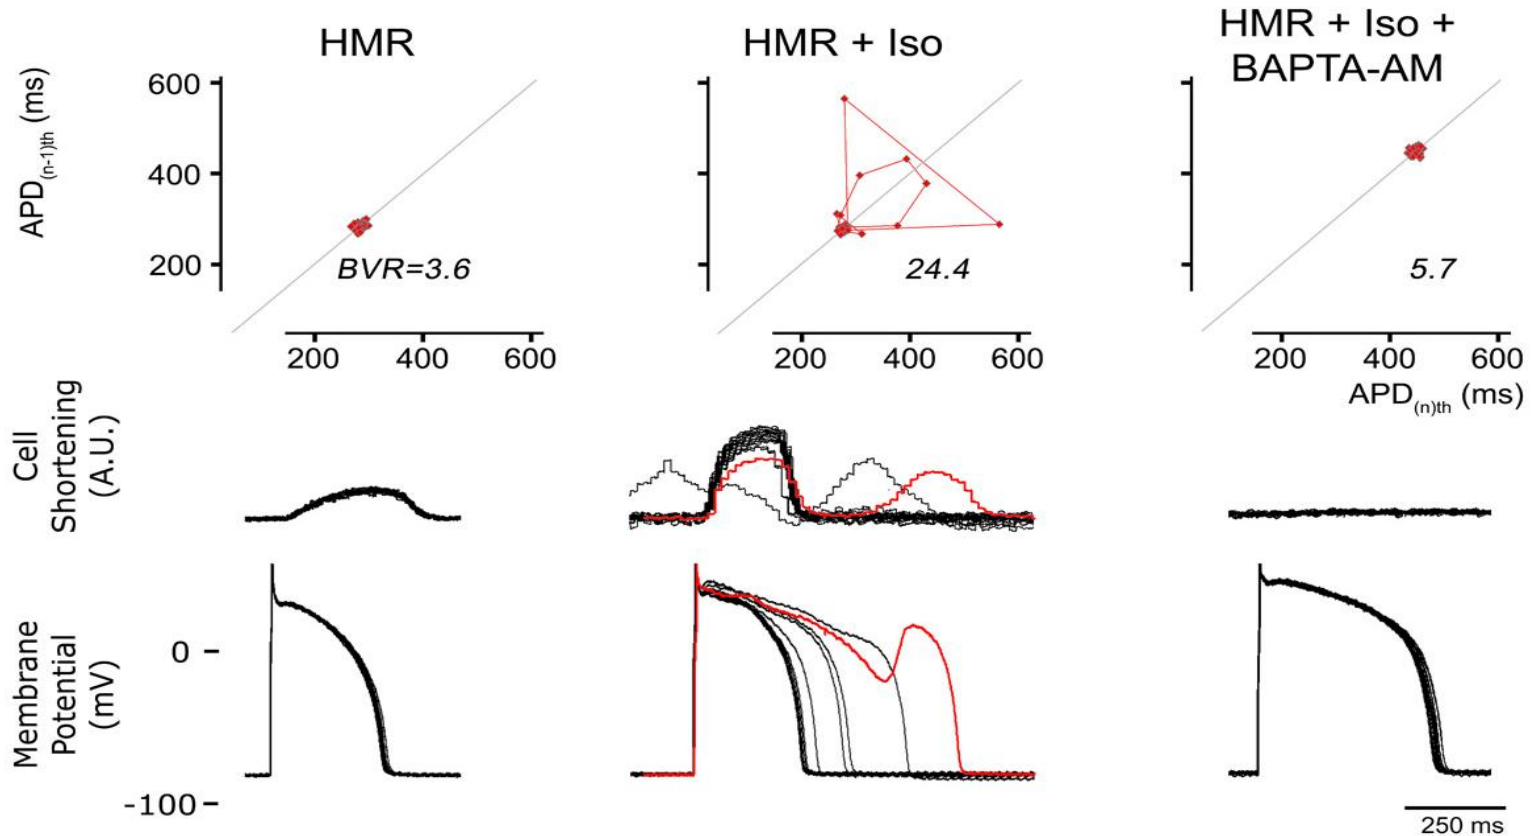 HMR
HMR + Iso
HMR + Iso +
BAPTA-AM
APD(n-1)th (ms)
600
400
200
BVR=3.6
24.4
5.7
200 400 600
200 400 600
200 400 600
APD(n)th (ms)
Cell
Shortening
(A.U.)
Membrane
Potential
(mV)
0
-100
250 ms